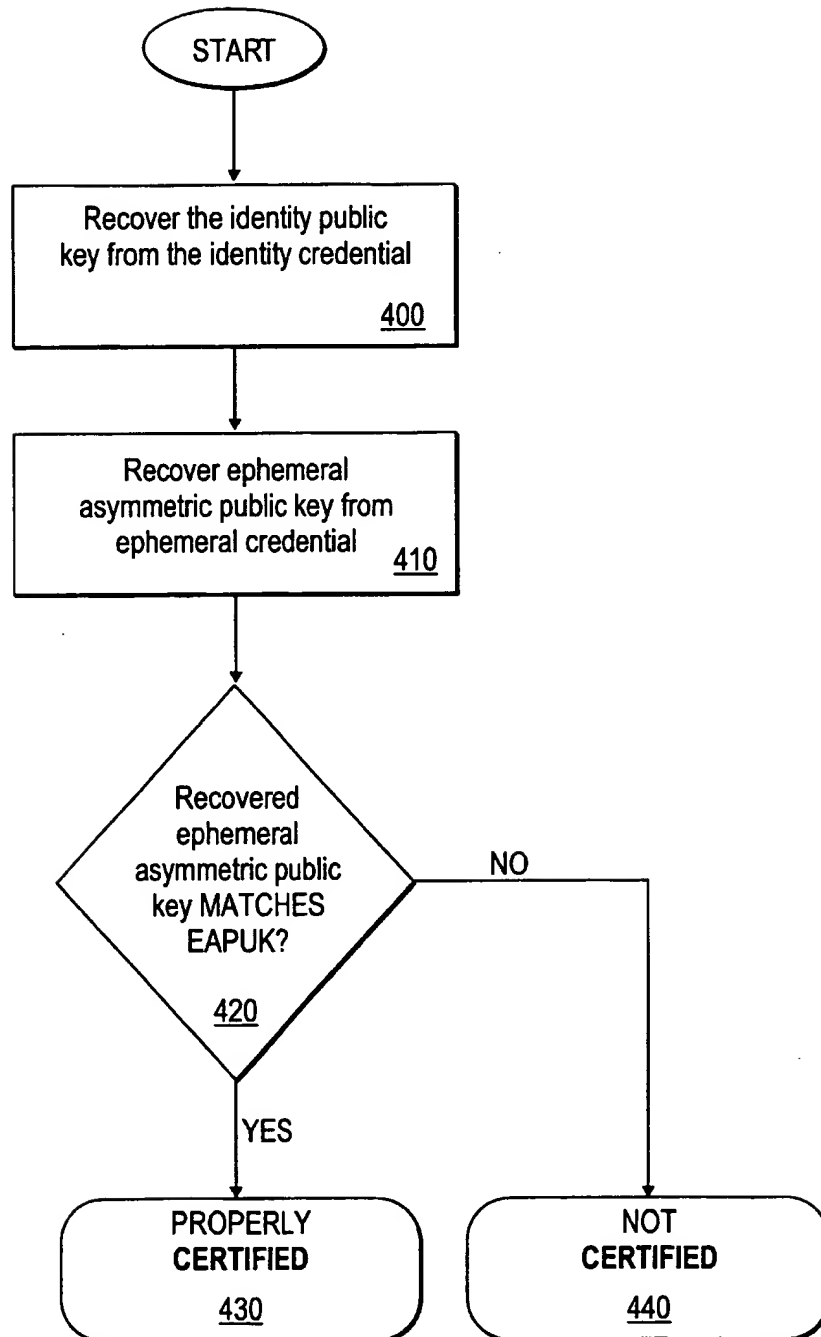 START
Recover the identity public
key from the identity credential
400
Recover ephemeral
asymmetric public key from
ephemeral credential
410
Recovered
ephemeral
asymmetric public
key MATCHES
EAPUK?
420
NO
YES
PROPERLY
CERTIFIED
430
NOT
CERTIFIED
440